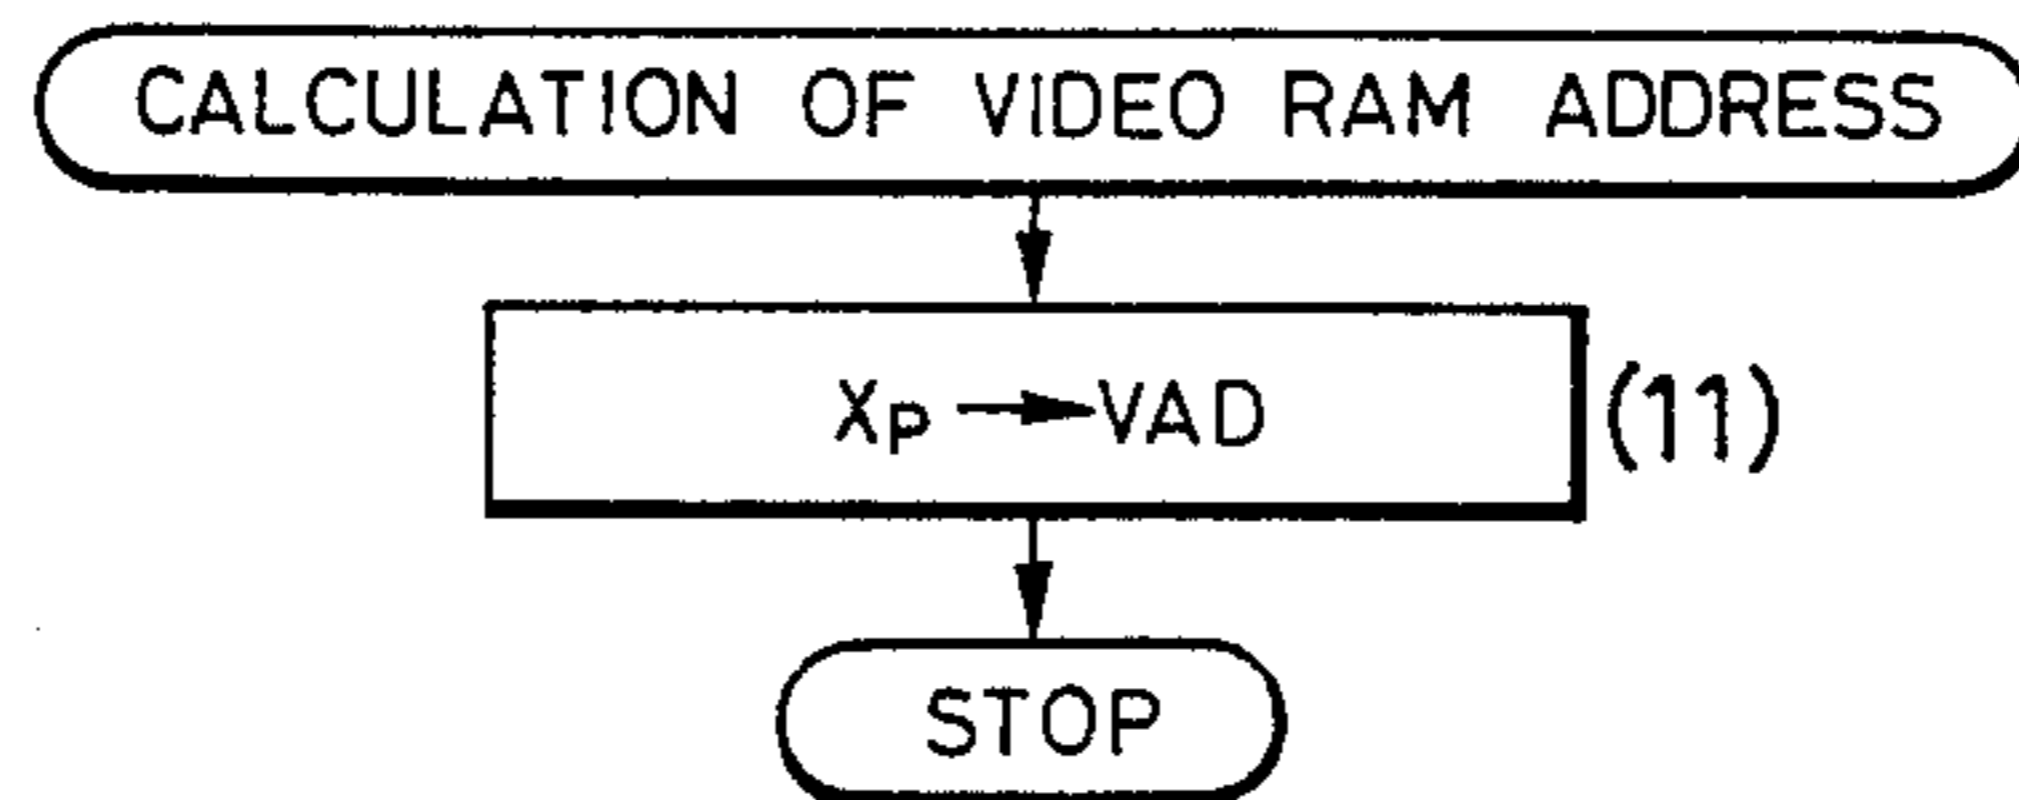 CALCULATION OF VIDEO RAM ADDRESS
Xp → VAD (11)
STOP